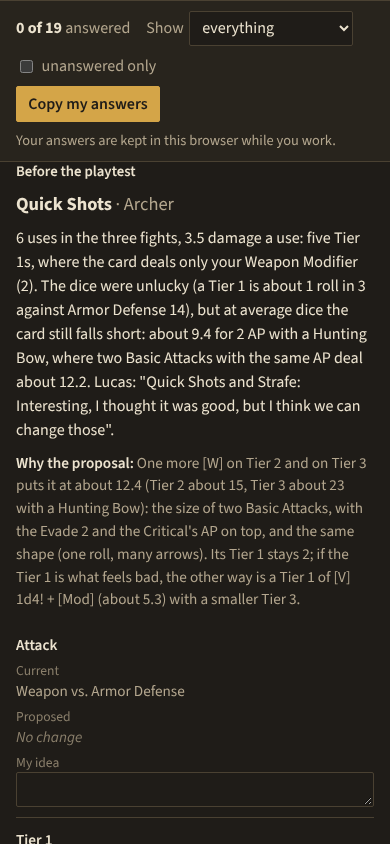 0 of 19 answered Show everything
unanswered only
Copy my answers
Your answers are kept in this browser while you work.
Before the playtest
Quick Shots · Archer
6 uses in the three fights, 3.5 damage a use: five Tier
1s, where the card deals only your Weapon Modifier
(2). The dice were unlucky (a Tier 1 is about 1 roll in 3
against Armor Defense 14), but at average dice the
card still falls short: about 9.4 for 2 AP with a Hunting
Bow, where two Basic Attacks with the same AP deal
about 12.2. Lucas: "Quick Shots and Strafe:
Interesting, I thought it was good, but I think we can
change those".
Why the proposal: One more [W] on Tier 2 and on Tier 3
puts it at about 12.4 (Tier 2 about 15, Tier 3 about 23
with a Hunting Bow): the size of two Basic Attacks, with
the Evade 2 and the Critical's AP on top, and the same
shape (one roll, many arrows). Its Tier 1 stays 2; if the
Tier 1 is what feels bad, the other way is a Tier 1 of [V]
1d4! + [Mod] (about 5.3) with a smaller Tier 3.
Attack
Current
Weapon vs. Armor Defense
Proposed
No change
My idea
Tier 1